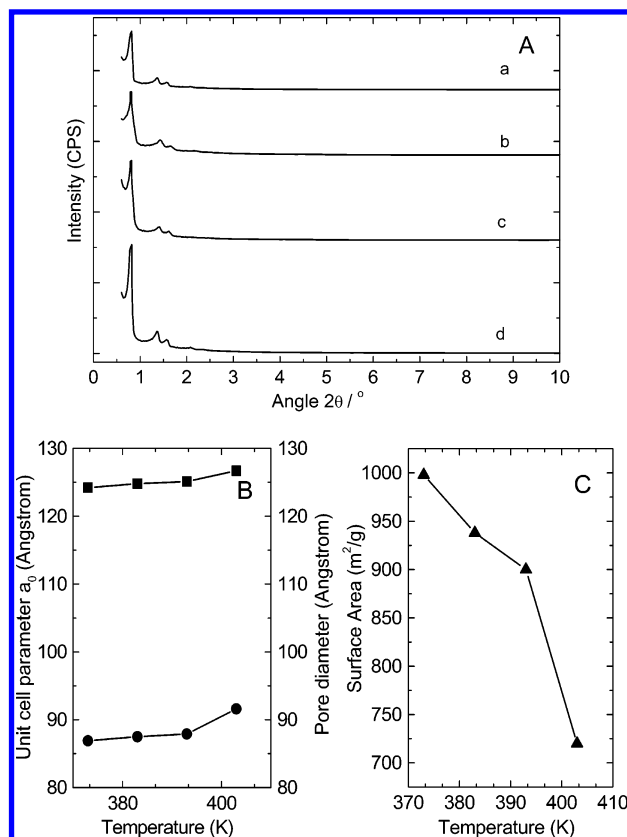 A
a
b
c
d
Intensity (CPS)
0 1 2 3 4 5 6 7 8 9 10
Angle 2θ / °
130
120
110
100
90
80
Unit cell parameter a₀ (Angstrom)
B
130
120
110
100
90
80
Pore diameter (Angstrom)
380 400
Temperature (K)
C
1000
950
900
850
800
750
700
Surface Area (m²/g)
370 380 390 400 410
Temperature (K)